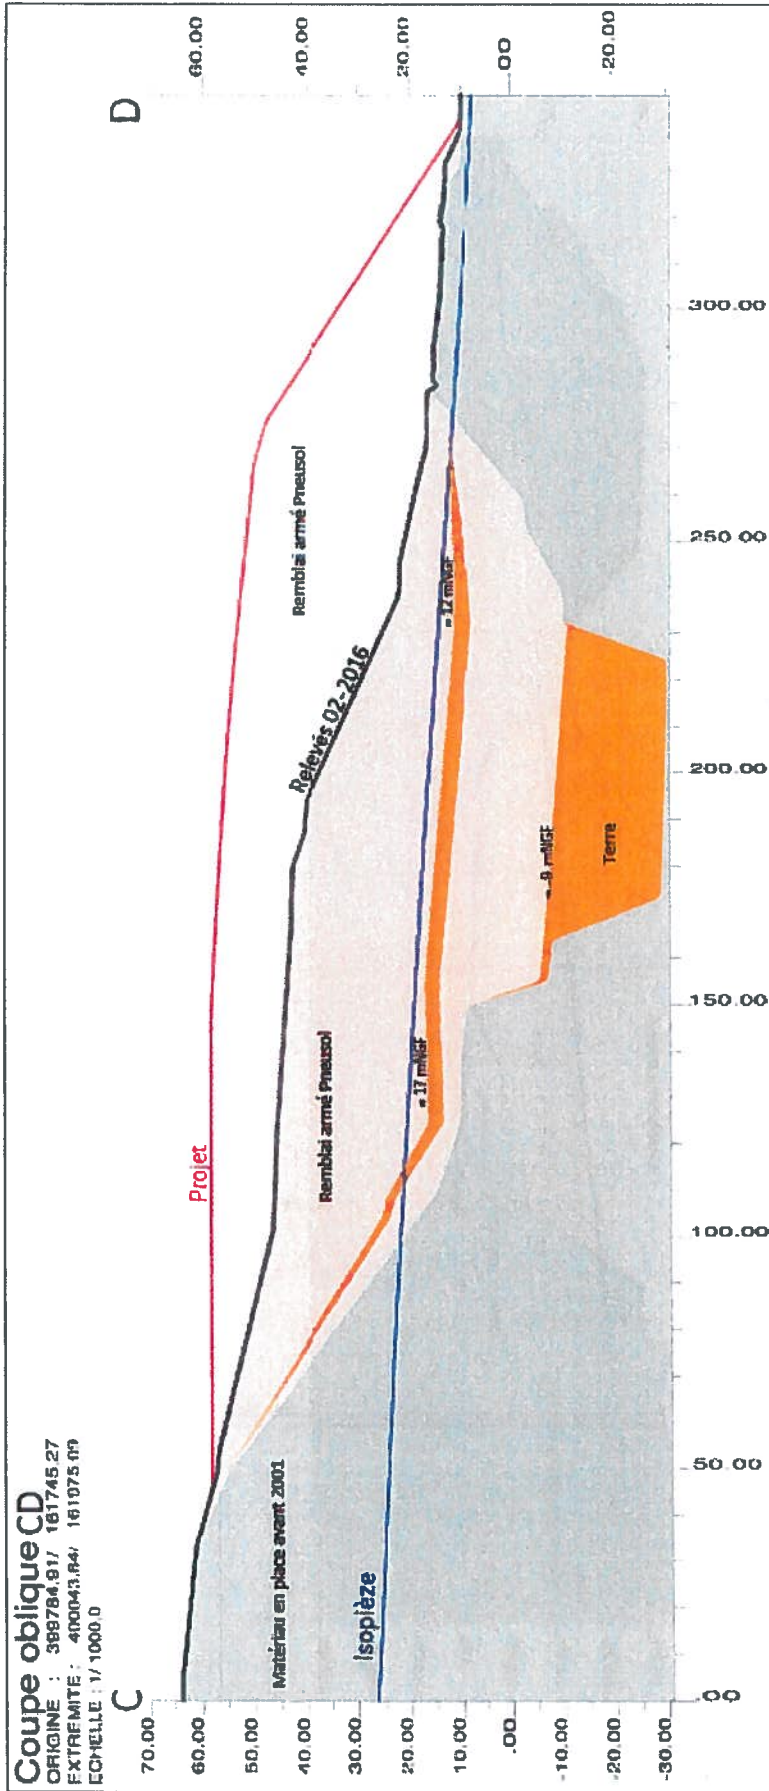 Coupe oblique CD
ORIGINE : 399784.91/ 161745.27
EXTREMITE : 400043.84/ 161075.09
ECHELLE : 1/ 1000.0
C
D
70.00
60.00
50.00
40.00
30.00
20.00
10.00
.00
-10.00
-20.00
-30.00
60.00
40.00
20.00
.00
-20.00
Projet
Relevés 02-2016
Remblai armé Pneusol
Remblai armé Pneusol
Matériau en place avant 2001
Isopièze
= 17 mNGF
= 12 mNGF
= -9 mNGF
Terre
.00
50.00
100.00
150.00
200.00
250.00
300.00